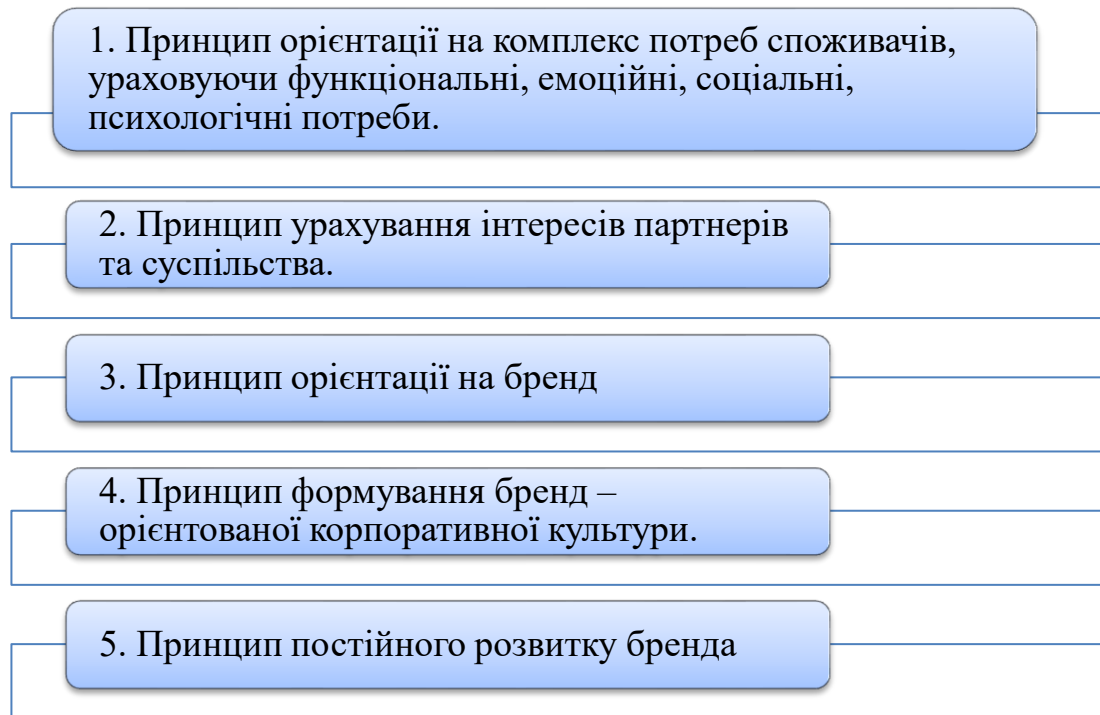 1. Принцип орієнтації на комплекс потреб споживачів,
ураховуючи функціональні, емоційні, соціальні,
психологічні потреби.
2. Принцип урахування інтересів партнерів
та суспільства.
3. Принцип орієнтації на бренд
4. Принцип формування бренд –
орієнтованої корпоративної культури.
5. Принцип постійного розвитку бренда